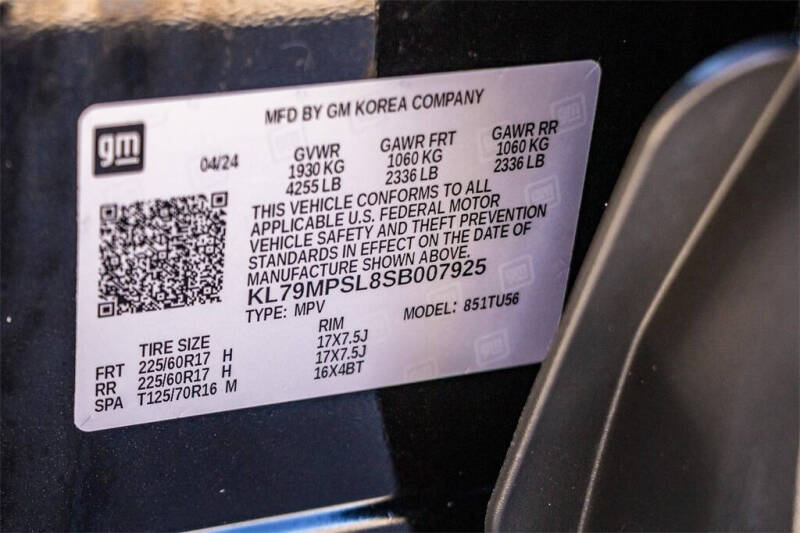 MFD BY GM KOREA COMPANY
gm
04/24
GVWR GAWR FRT GAWR RR
1930 KG 1060 KG 1060 KG
4255 LB 2336 LB 2336 LB
THIS VEHICLE CONFORMS TO ALL
APPLICABLE U.S. FEDERAL MOTOR
VEHICLE SAFETY AND THEFT PREVENTION
STANDARDS IN EFFECT ON THE DATE OF
MANUFACTURE SHOWN ABOVE.
KL79MPSL8SB007925
TYPE: MPV MODEL: 851TU56
TIRE SIZE RIM
FRT 225/60R17 H 17X7.5J
RR 225/60R17 H 17X7.5J
SPA T125/70R16 M 16X4BT